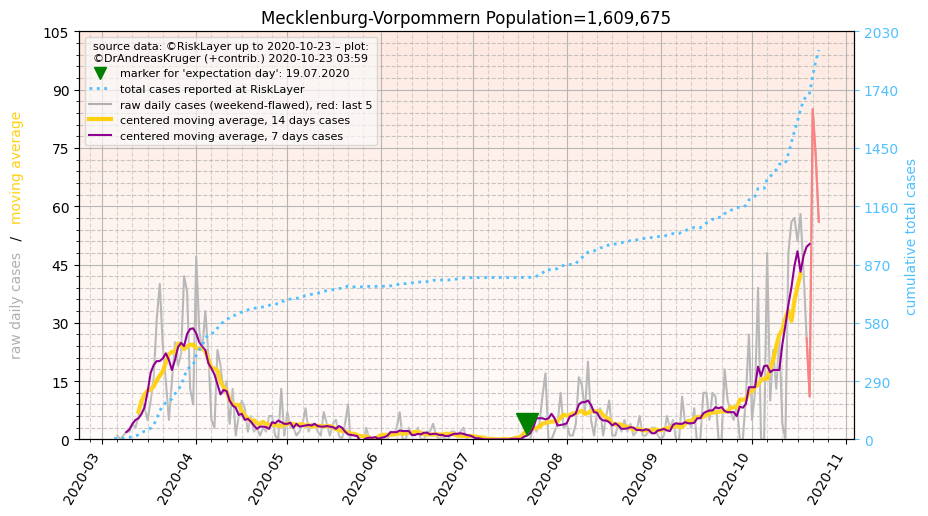 Mecklenburg-Vorpommern Population=1,609,675
source data: ©RiskLayer up to 2020-10-23 – plot:
©DrAndreasKruger (+contrib.) 2020-10-23 03:59
marker for 'expectation day': 19.07.2020
total cases reported at RiskLayer
raw daily cases (weekend-flawed), red: last 5
centered moving average, 14 days cases
centered moving average, 7 days cases
raw daily cases / moving average
105
90
75
60
45
30
15
0
2030
1740
1450
1160
870
580
290
0
cumulative total cases
2020-03
2020-04
2020-05
2020-06
2020-07
2020-08
2020-09
2020-10
2020-11